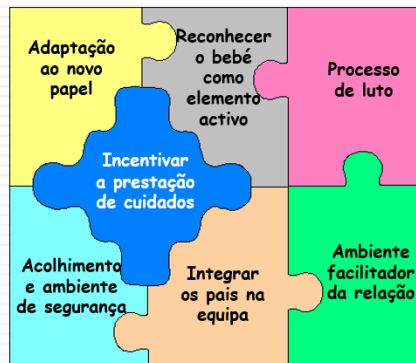 Adaptação
ao novo
papel
Reconhecer
o bebé
como
elemento
activo
Processo
de luto
Incentivar
a prestação
de cuidados
Acolhimento
e ambiente
de segurança
Integrar
os pais na
equipa
Ambiente
facilitador
da relação